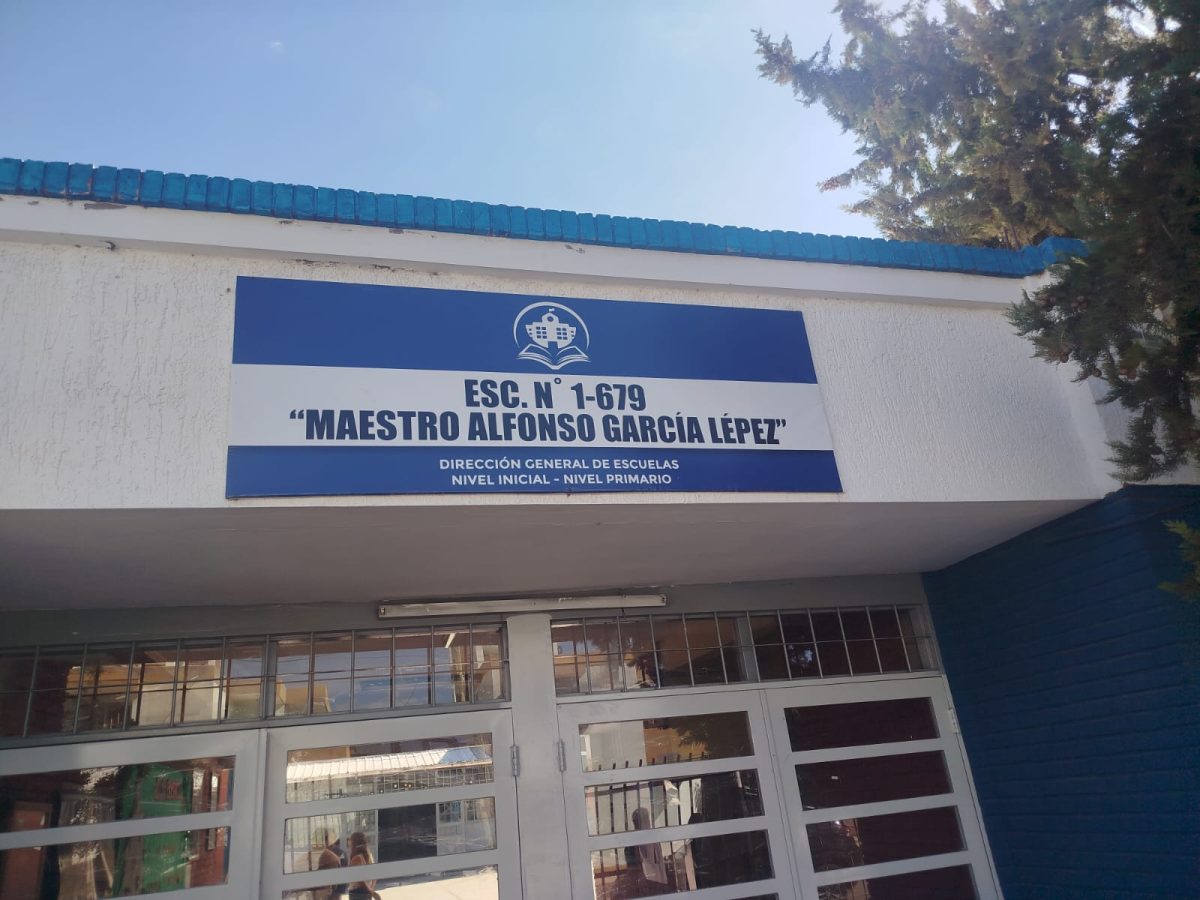 ESC. N° 1-679
“MAESTRO ALFONSO GARCÍA LÉPEZ”
DIRECCIÓN GENERAL DE ESCUELAS
NIVEL INICIAL - NIVEL PRIMARIO